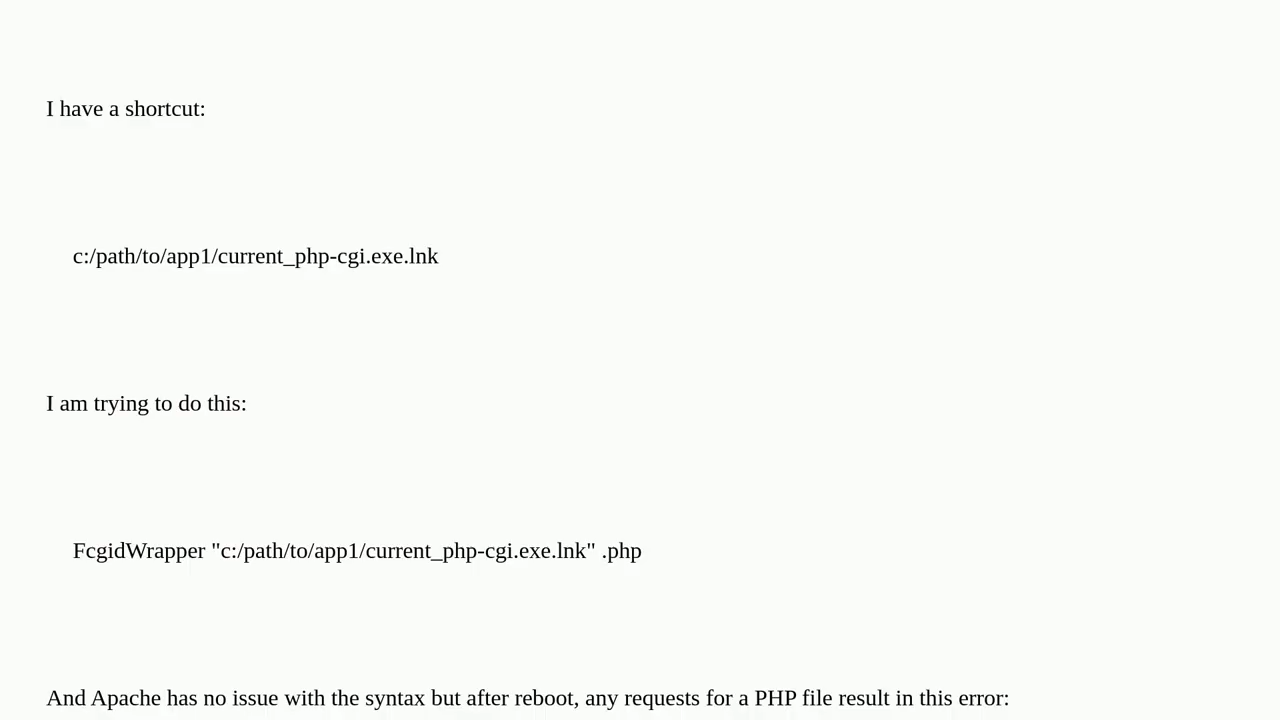 I have a shortcut:
c:/path/to/app1/current_php-cgi.exe.lnk
I am trying to do this:
FcgidWrapper "c:/path/to/app1/current_php-cgi.exe.lnk" .php
And Apache has no issue with the syntax but after reboot, any requests for a PHP file result in this error: